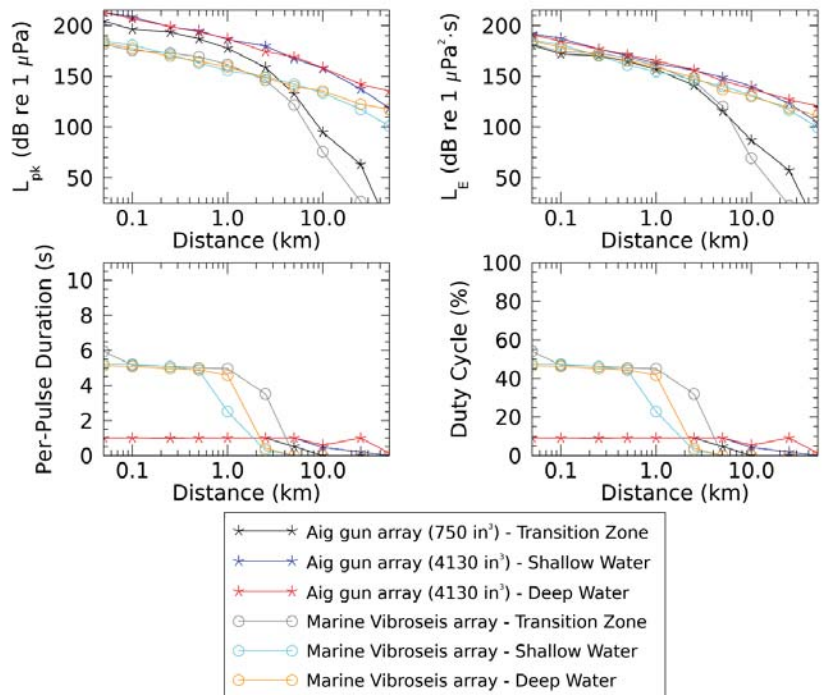 L_pk (dB re 1 μPa)
200
150
100
50
0.1 1.0 10.0
Distance (km)
L_E (dB re 1 μPa²·s)
200
150
100
50
0.1 1.0 10.0
Distance (km)
Per-Pulse Duration (s)
10
8
6
4
2
0
0.1 1.0 10.0
Distance (km)
Duty Cycle (%)
100
80
60
40
20
0
0.1 1.0 10.0
Distance (km)
Aig gun array (750 in³) - Transition Zone
Aig gun array (4130 in³) - Shallow Water
Aig gun array (4130 in³) - Deep Water
Marine Vibroseis array - Transition Zone
Marine Vibroseis array - Shallow Water
Marine Vibroseis array - Deep Water